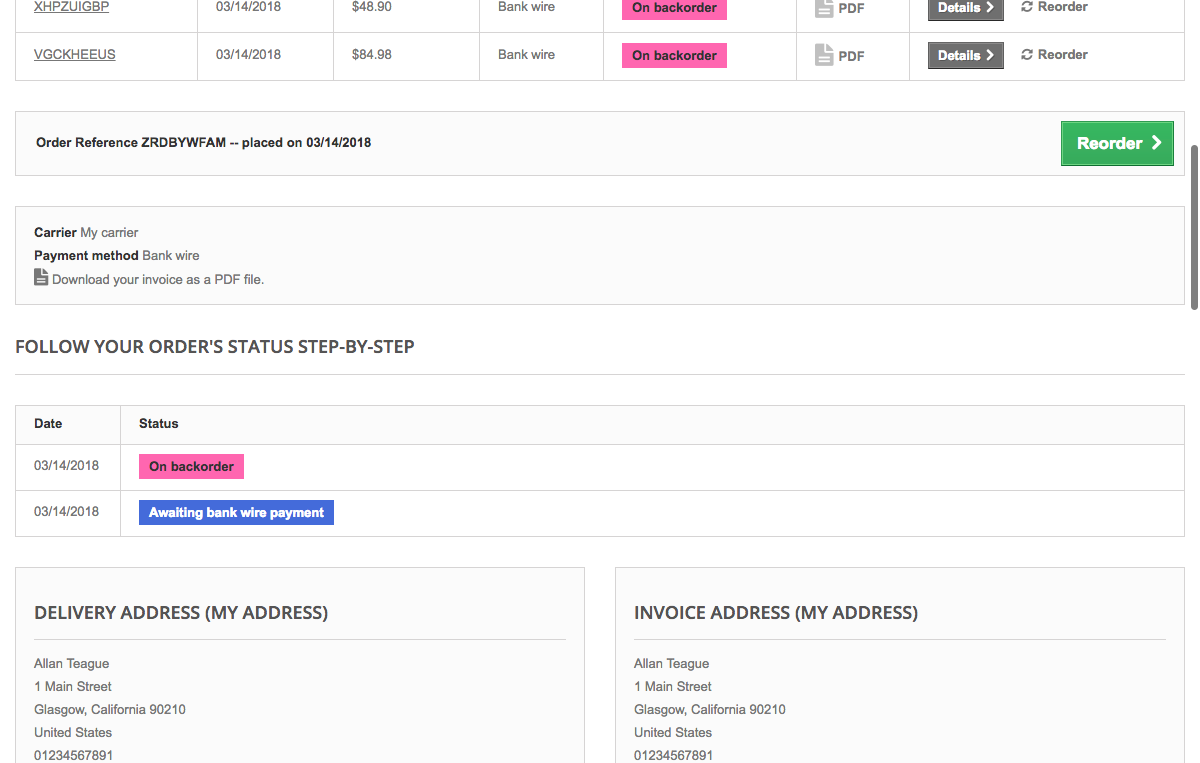 XHPZUIGBP 03/14/2018 $48.90 Bank wire On backorder PDF Details Reorder
VGCKHEEUS 03/14/2018 $84.98 Bank wire On backorder PDF Details Reorder
Order Reference ZRDBYWFAM -- placed on 03/14/2018 Reorder
Carrier My carrier
Payment method Bank wire
Download your invoice as a PDF file.
FOLLOW YOUR ORDER'S STATUS STEP-BY-STEP
Date Status
03/14/2018 On backorder
03/14/2018 Awaiting bank wire payment
DELIVERY ADDRESS (MY ADDRESS)
Allan Teague
1 Main Street
Glasgow, California 90210
United States
01234567891
INVOICE ADDRESS (MY ADDRESS)
Allan Teague
1 Main Street
Glasgow, California 90210
United States
01234567891